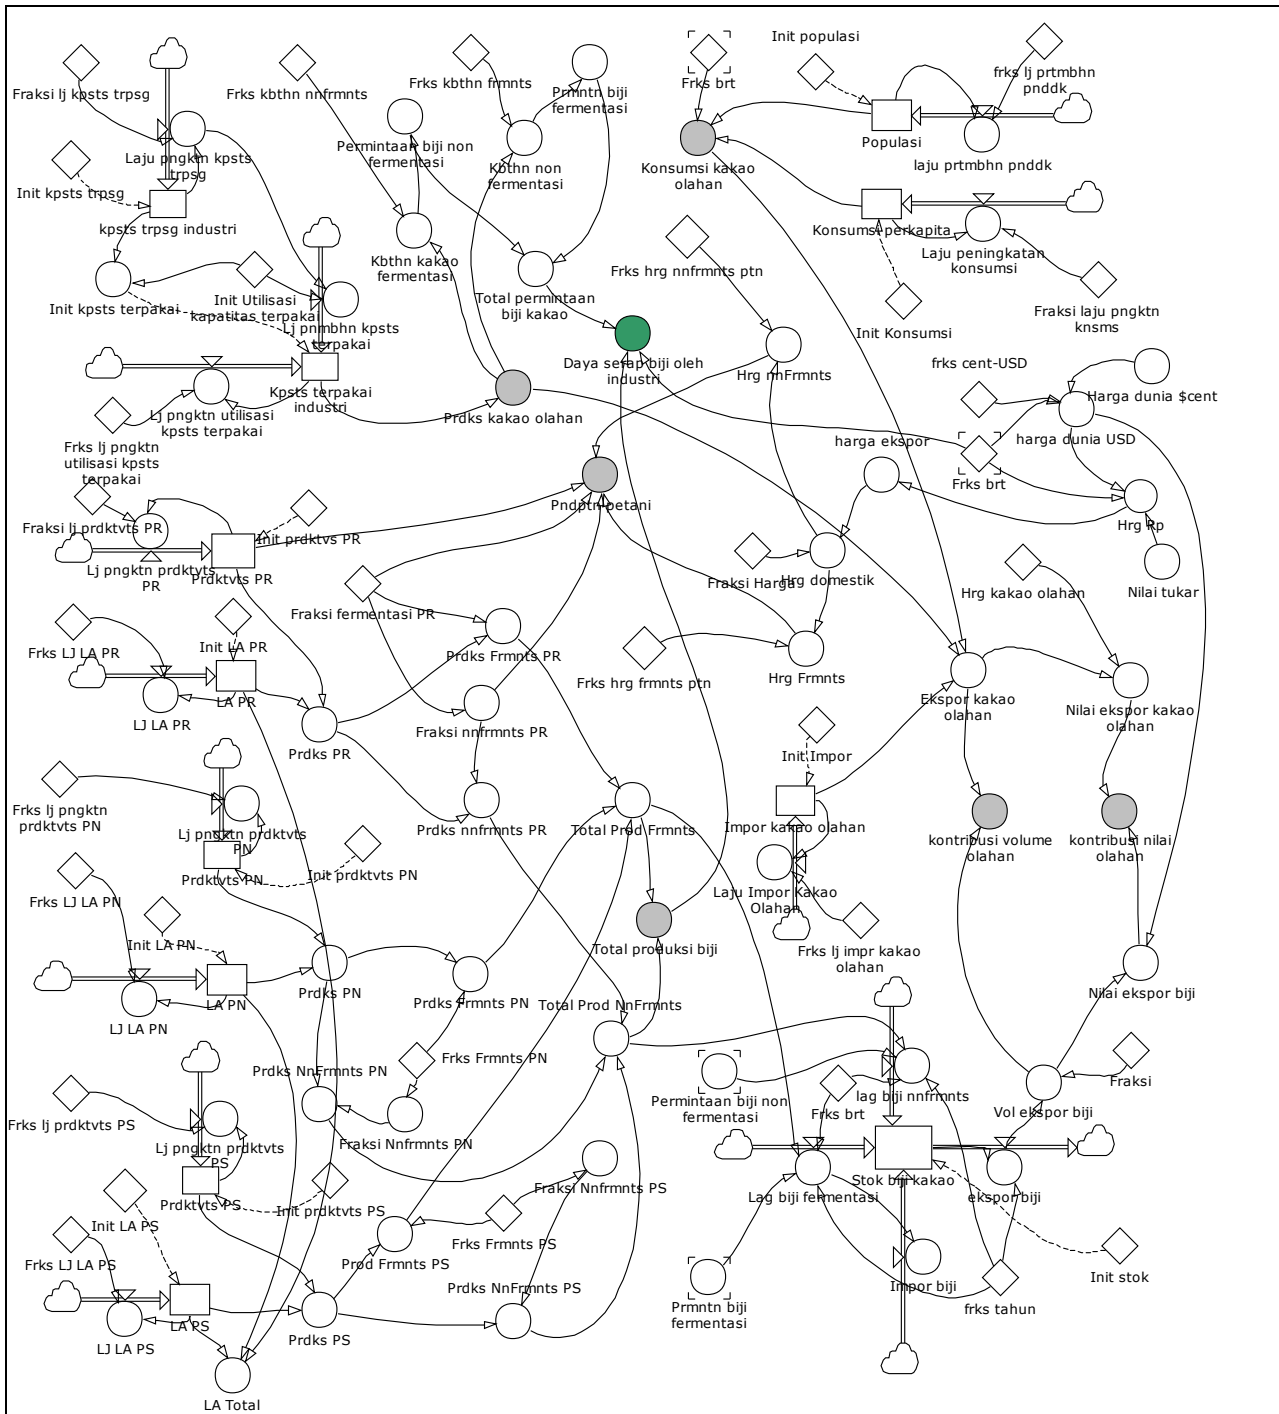 Init populasi
Fraksi lj kpsts trpsg
Frks kbthn nnfrmnts
Frks kbthn frmnts
Prmntn biji
fermentasi
Frks brt
frks lj prtmbhn
pnddk
Laju pngktn kpsts
trpsg
Permintaan biji non
fermentasi
Kbthn non
fermentasi
Konsumsi kakao
olahan
Populasi
laju prtmbhn pnddk
Init kpsts trpsg
kpsts trpsg industri
Kbthn kakao
fermentasi
Frks hrg nnfrmnts ptn
Konsumsi perkapita
Laju peningkatan
konsumsi
Init kpsts terpakai
Init Utilisasi
kapatitas terpakai
Lj pnmbhn kpsts
terpakai
Total permintaan
biji kakao
Init Konsumsi
Fraksi laju pngktn
knsms
Daya serap biji oleh
industri
Hrg nnFrmnts
frks cent-USD
Harga dunia $cent
Kpsts terpakai
industri
Prdks kakao olahan
Lj pngktn utilisasi
kpsts terpakai
harga ekspor
harga dunia USD
Frks lj pngktn
utilisasi kpsts
terpakai
Frks brt
Pndptn petani
Hrg Rp
Fraksi lj prdktvts PR
Init prdktvs PR
Lj pngktn prdktvts
PR
Prdktvts PR
Fraksi Harga
Hrg domestik
Hrg kakao olahan
Nilai tukar
Fraksi fermentasi PR
Frks LJ LA PR
Init LA PR
Prdks Frmnts PR
Frks hrg frmnts ptn
Hrg Frmnts
LA PR
LJ LA PR
Prdks PR
Fraksi nnfrmnts PR
Ekspor kakao
olahan
Nilai ekspor kakao
olahan
Init Impor
Frks lj pngktn
prdktvts PN
Lj pngktn prdktvts
PN
Prdks nnfrmnts PR
Total Prod Frmnts
Impor kakao olahan
kontribusi volume
olahan
kontribusi nilai
olahan
Prdktvts PN
Init prdktvts PN
Frks LJ LA PN
Laju Impor Kakao
Olahan
Init LA PN
Total produksi biji
Frks lj impr kakao
olahan
LA PN
Prdks PN
Prdks Frmnts PN
Total Prod NnFrmnts
Nilai ekspor biji
LJ LA PN
Prdks NnFrmnts PN
Frks Frmnts PN
Permintaan biji non
fermentasi
Frks brt
lag biji nnfrmnts
Vol ekspor biji
Fraksi
Frks lj prdktvts PS
Lj pngktn prdktvts
PS
Fraksi Nnfrmnts PN
Prdktvts PS
Init prdktvts PS
Fraksi Nnfrmnts PS
Lag biji fermentasi
Stok biji kakao
ekspor biji
Init LA PS
Frks LJ LA PS
Prod Frmnts PS
Frks Frmnts PS
Prdks NnFrmnts PS
Prmntn biji
fermentasi
Impor biji
frks tahun
Init stok
LA PS
LJ LA PS
Prdks PS
LA Total